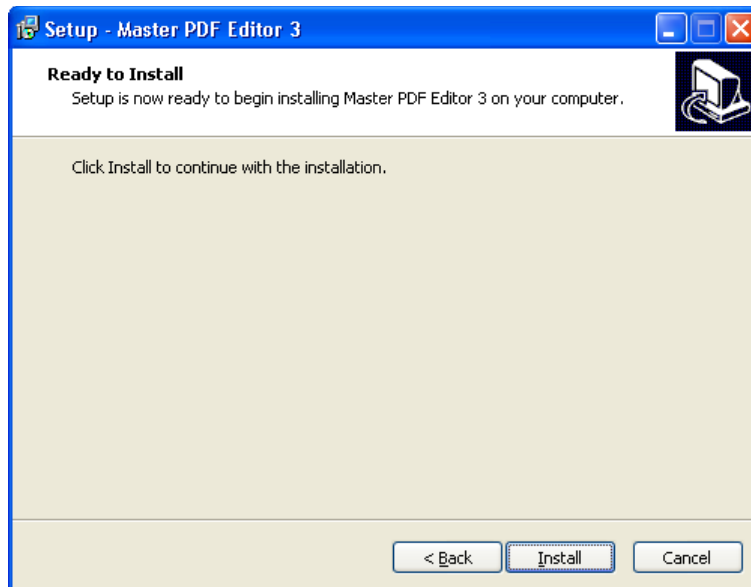 Setup - Master PDF Editor 3
Ready to Install
Setup is now ready to begin installing Master PDF Editor 3 on your computer.
Click Install to continue with the installation.
< Back
Install
Cancel